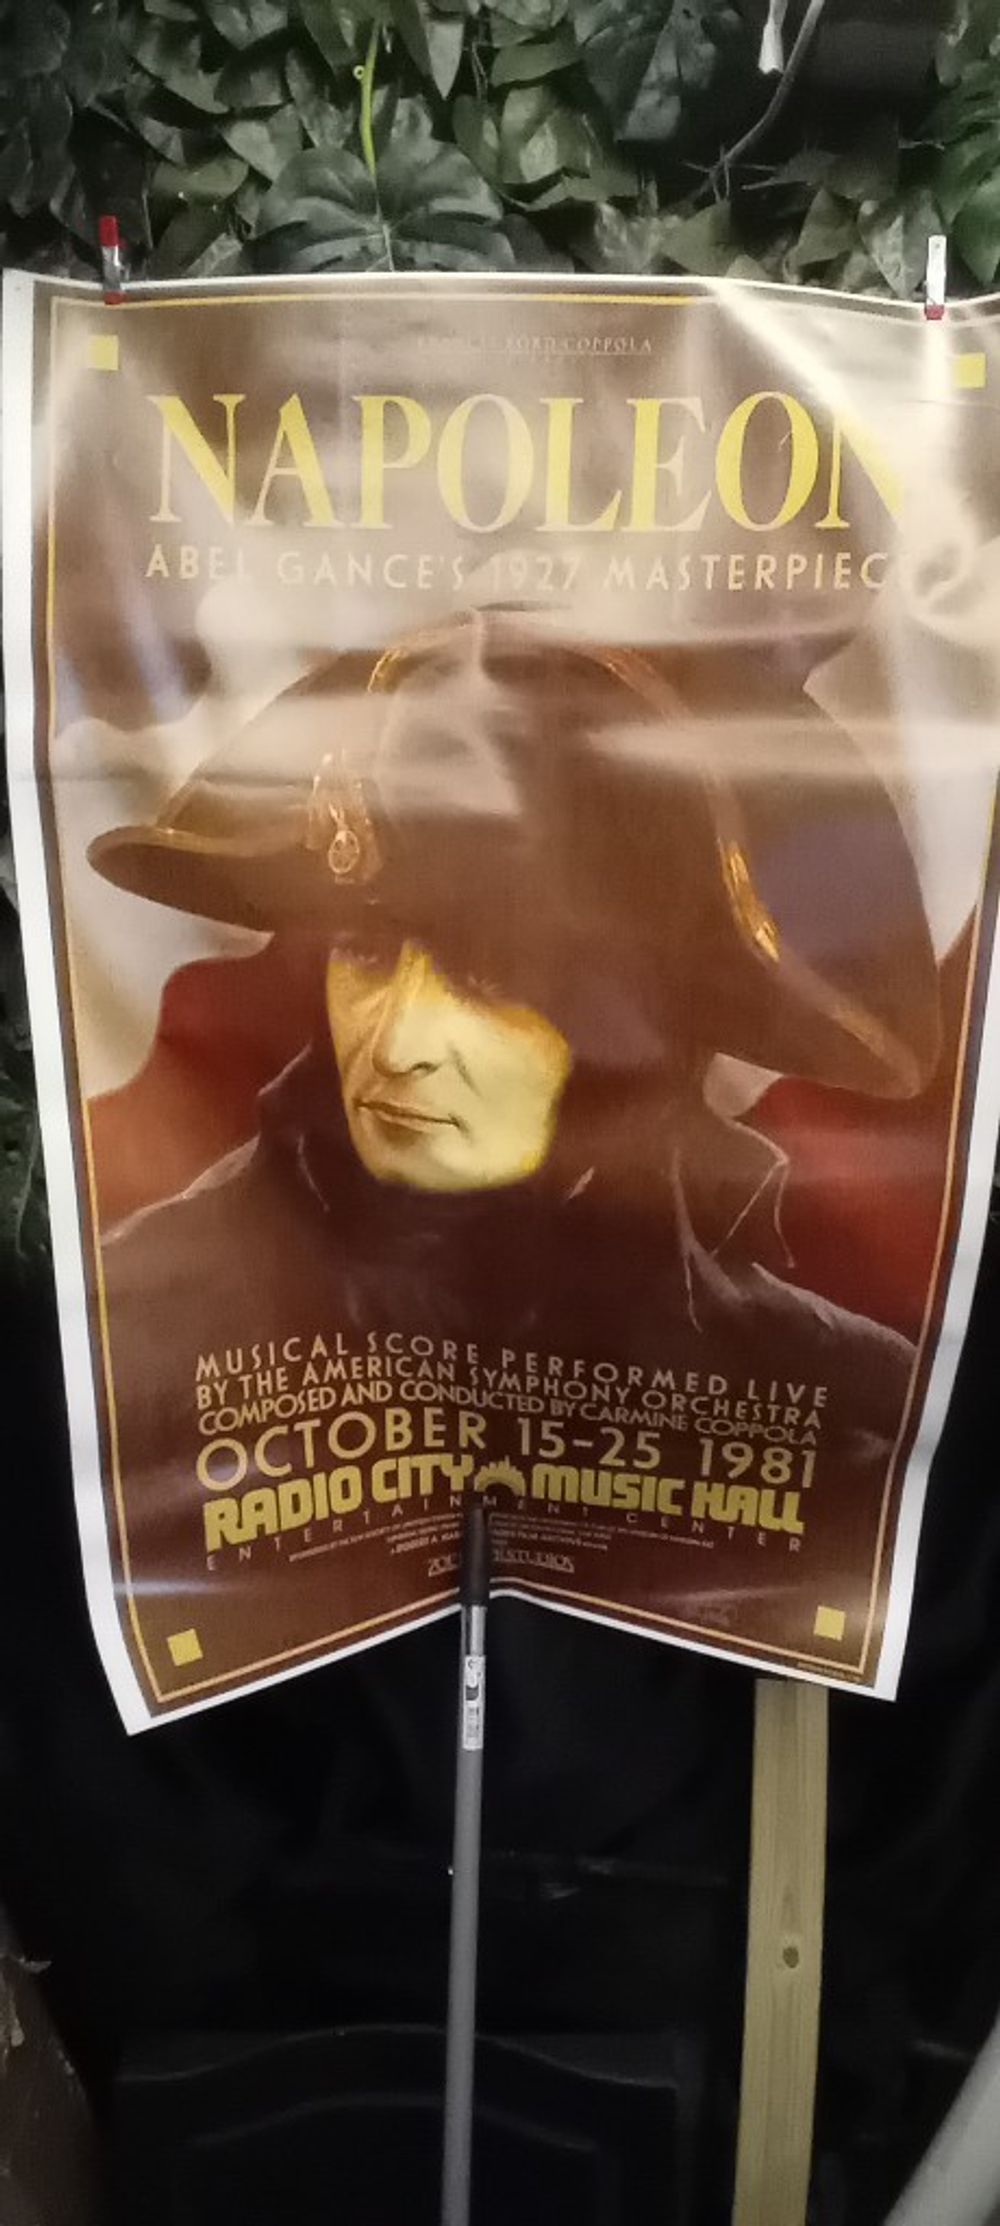 FORD COPPOLA
NAPOLEON
ABEL GANCE'S 1927 MASTERPIECE
MUSICAL SCORE PERFORMED LIVE
BY THE AMERICAN SYMPHONY ORCHESTRA
COMPOSED AND CONDUCTED BY CARMINE COPPOLA
OCTOBER 15-25 1981
RADIO CITY MUSIC HALL
ENTERTAINMENT CENTER
STUDIOS